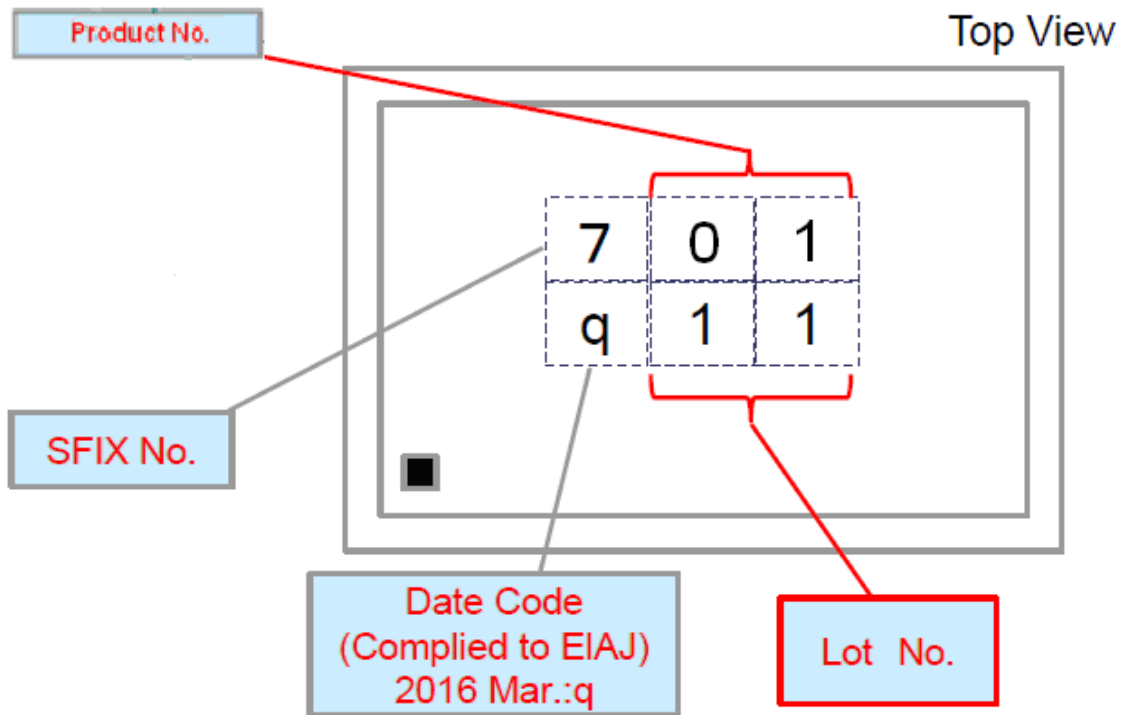 Product No.
Top View
7 0 1
q 1 1
SFIX No.
Date Code
(Complied to EIAJ)
2016 Mar.:q
Lot No.